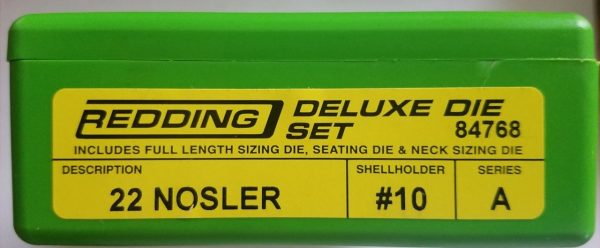 REDDING DELUXE DIE
SET 84768
INCLUDES FULL LENGTH SIZING DIE, SEATING DIE & NECK SIZING DIE
DESCRIPTION SHELLHOLDER SERIES
22 NOSLER #10 A